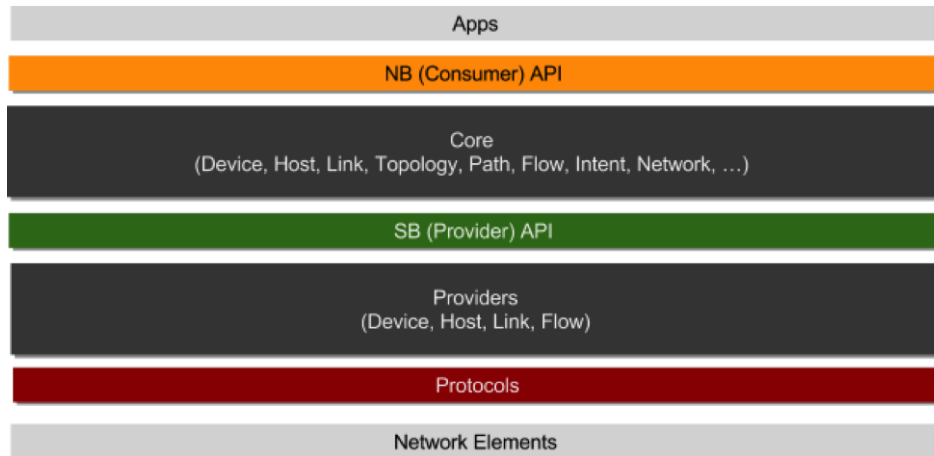 Apps
NB (Consumer) API
Core
(Device, Host, Link, Topology, Path, Flow, Intent, Network, …)
SB (Provider) API
Providers
(Device, Host, Link, Flow)
Protocols
Network Elements